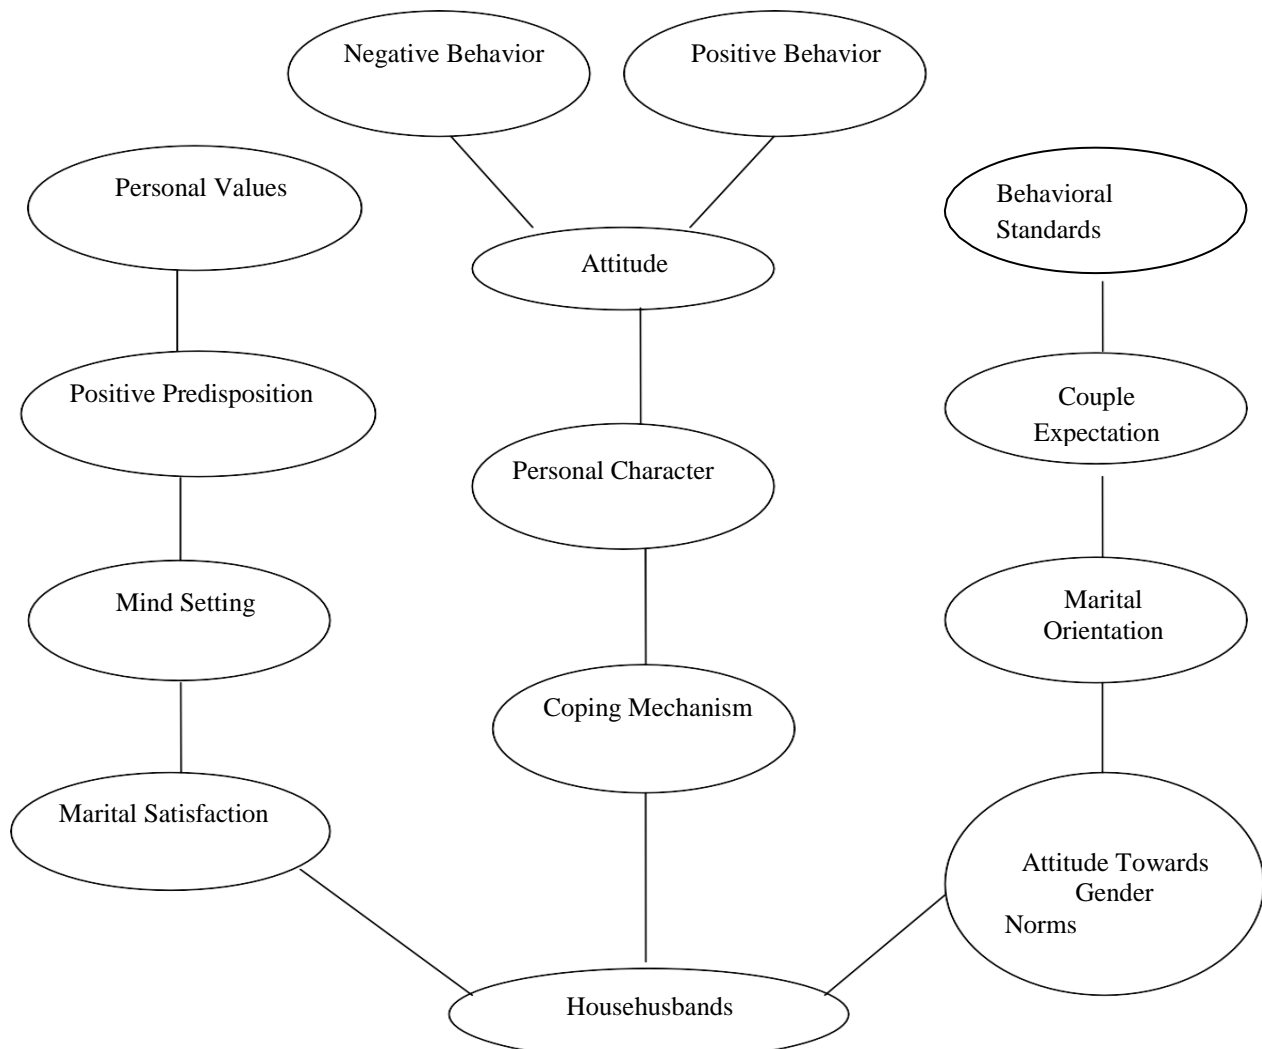 Negative Behavior
Positive Behavior
Personal Values
Behavioral
Standards
Attitude
Positive Predisposition
Couple
Expectation
Personal Character
Mind Setting
Marital
Orientation
Coping Mechanism
Marital Satisfaction
Attitude Towards
Gender
Norms
Househusbands